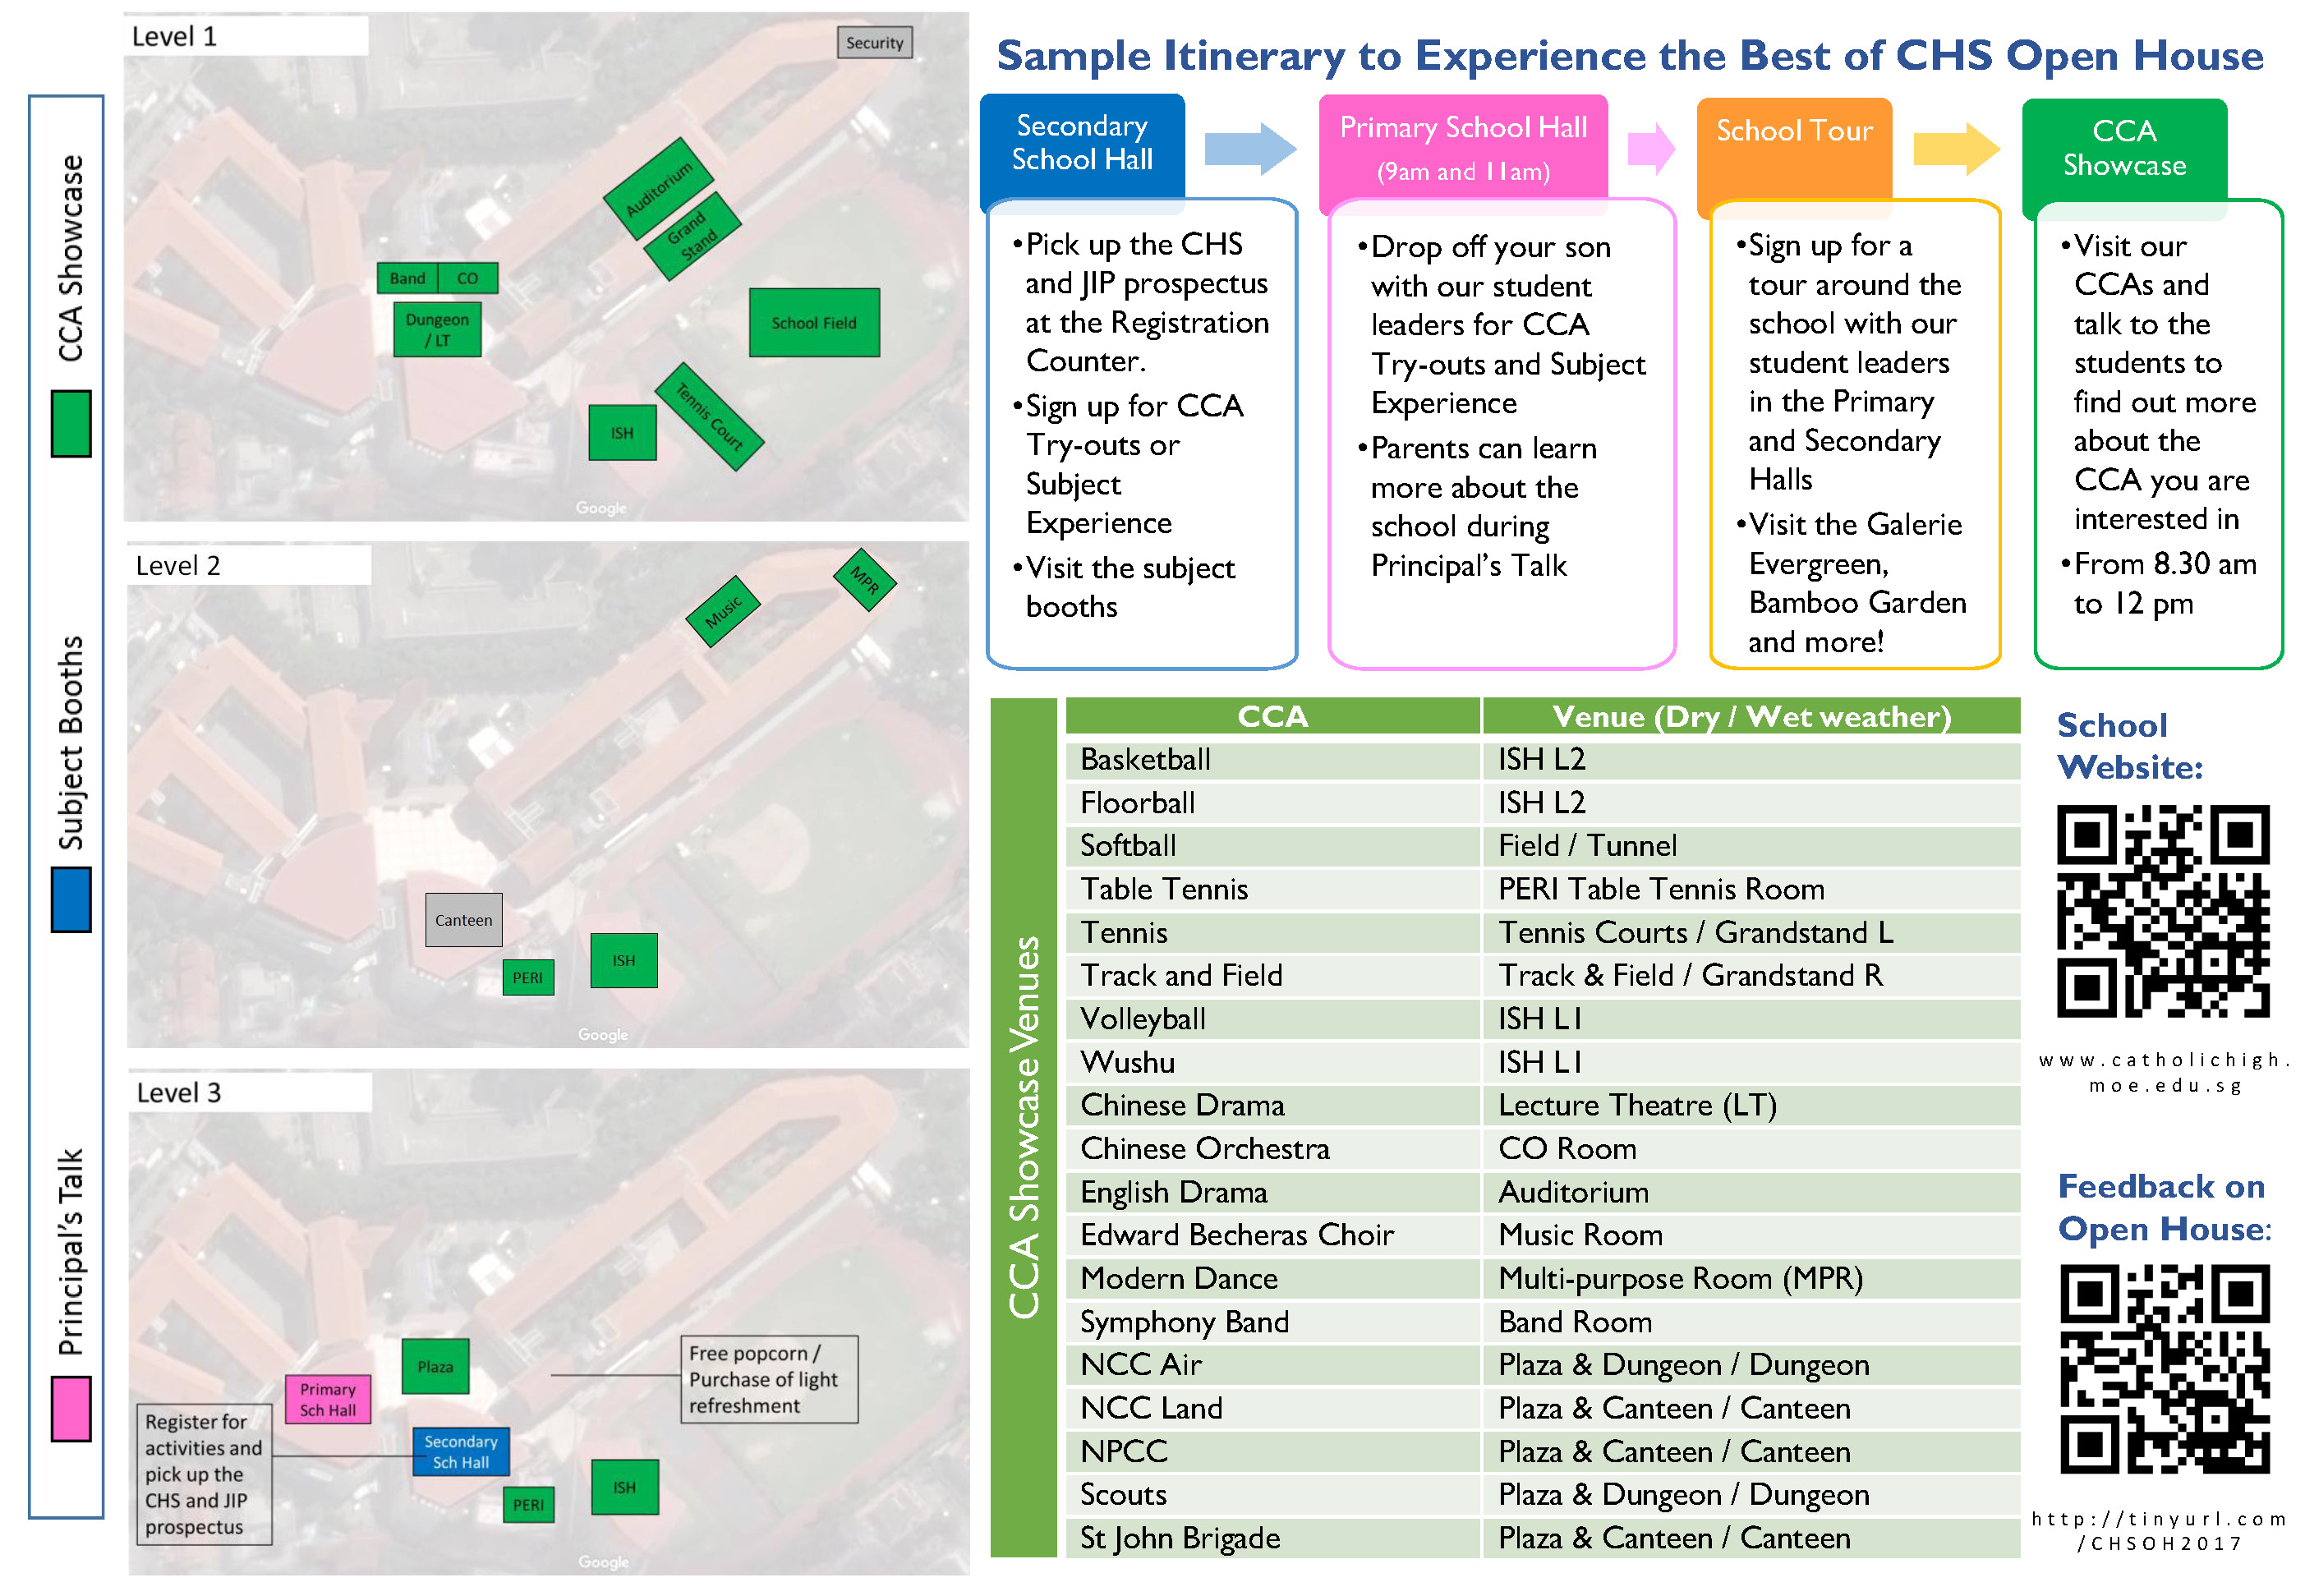 CCA Showcase
Subject Booths
Principal's Talk
Level 1
Security
Auditorium
Grand
Stand
Band
CO
Dungeon
/ LT
School Field
Tennis Court
ISH
Google
Level 2
Music
MPR
Canteen
PERI
ISH
Google
Level 3
Plaza
Primary
Sch Hall
Free popcorn /
Purchase of light
refreshment
Register for
activities and
pick up the
CHS and JIP
prospectus
Secondary
Sch Hall
PERI
ISH
Google
Sample Itinerary to Experience the Best of CHS Open House
Secondary
School Hall
•Pick up the CHS
and JIP prospectus
at the Registration
Counter.
•Sign up for CCA
Try-outs or
Subject
Experience
•Visit the subject
booths
Primary School Hall
(9am and 11am)
•Drop off your son
with our student
leaders for CCA
Try-outs and Subject
Experience
•Parents can learn
more about the
school during
Principal's Talk
School Tour
•Sign up for a
tour around the
school with our
student leaders
in the Primary
and Secondary
Halls
•Visit the Galerie
Evergreen,
Bamboo Garden
and more!
CCA
Showcase
•Visit our
CCAs and
talk to the
students to
find out more
about the
CCA you are
interested in
•From 8.30 am
to 12 pm
CCA Showcase Venues
CCA Venue (Dry / Wet weather)
Basketball ISH L2
Floorball ISH L2
Softball Field / Tunnel
Table Tennis PERI Table Tennis Room
Tennis Tennis Courts / Grandstand L
Track and Field Track & Field / Grandstand R
Volleyball ISH L1
Wushu ISH L1
Chinese Drama Lecture Theatre (LT)
Chinese Orchestra CO Room
English Drama Auditorium
Edward Becheras Choir Music Room
Modern Dance Multi-purpose Room (MPR)
Symphony Band Band Room
NCC Air Plaza & Dungeon / Dungeon
NCC Land Plaza & Canteen / Canteen
NPCC Plaza & Canteen / Canteen
Scouts Plaza & Dungeon / Dungeon
St John Brigade Plaza & Canteen / Canteen
School
Website:
www.catholichigh.
moe.edu.sg
Feedback on
Open House:
http://tinyurl.com
/CHSOH2017